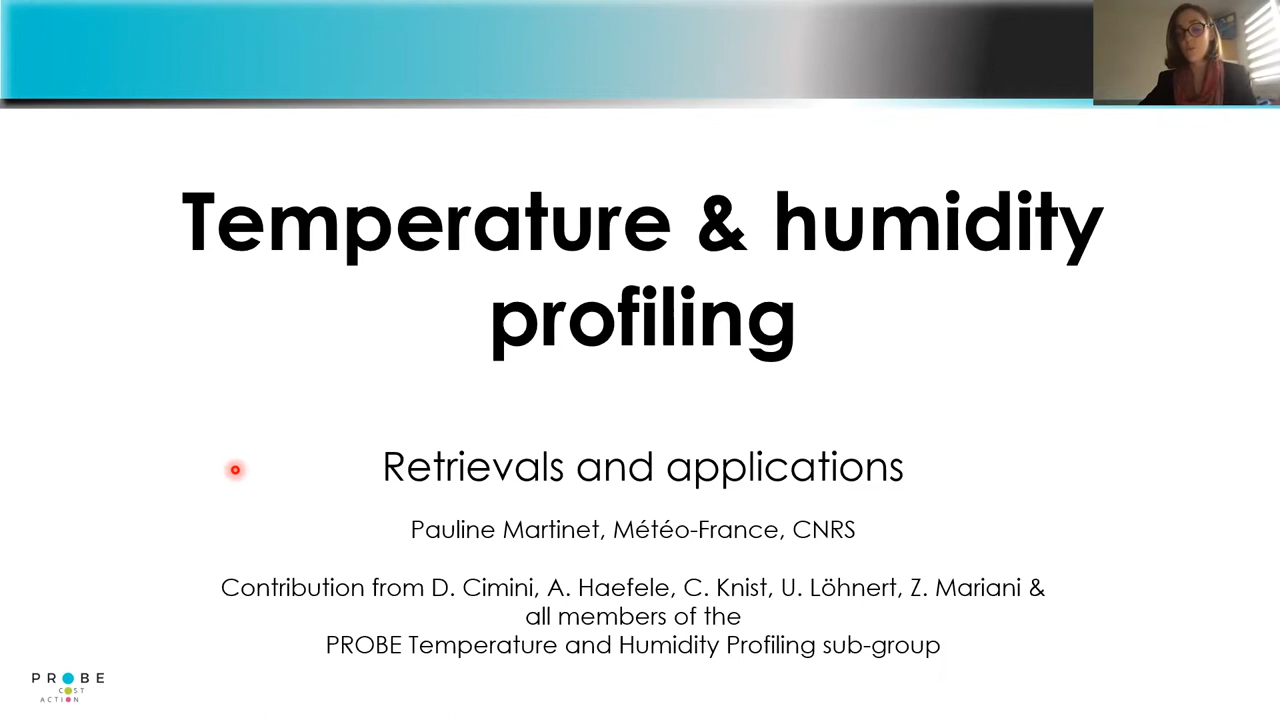 Temperature & humidity
profiling
Retrievals and applications
Pauline Martinet, Météo-France, CNRS
Contribution from D. Cimini, A. Haefele, C. Knist, U. Löhnert, Z. Mariani &
all members of the
PROBE Temperature and Humidity Profiling sub-group
PROBE
COST
ACTION